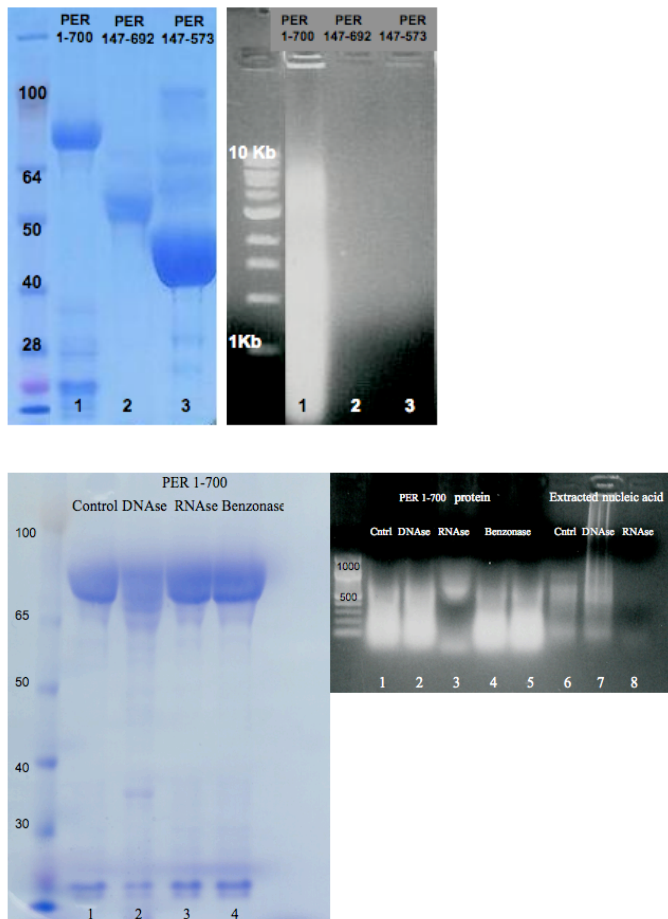 PER PER PER
1-700 147-692 147-573
100
64
50
40
28
1 2 3
PER PER PER
1-700 147-692 147-573
10 Kb
1Kb
1 2 3
PER 1-700
Control DNAse RNAse Benzonase
100
65
50
40
30
1 2 3 4
PER 1-700 protein Extracted nucleic acid
Cntrl DNAse RNAse Benzonase Cntrl DNAse RNAse
1000
500
1 2 3 4 5 6 7 8